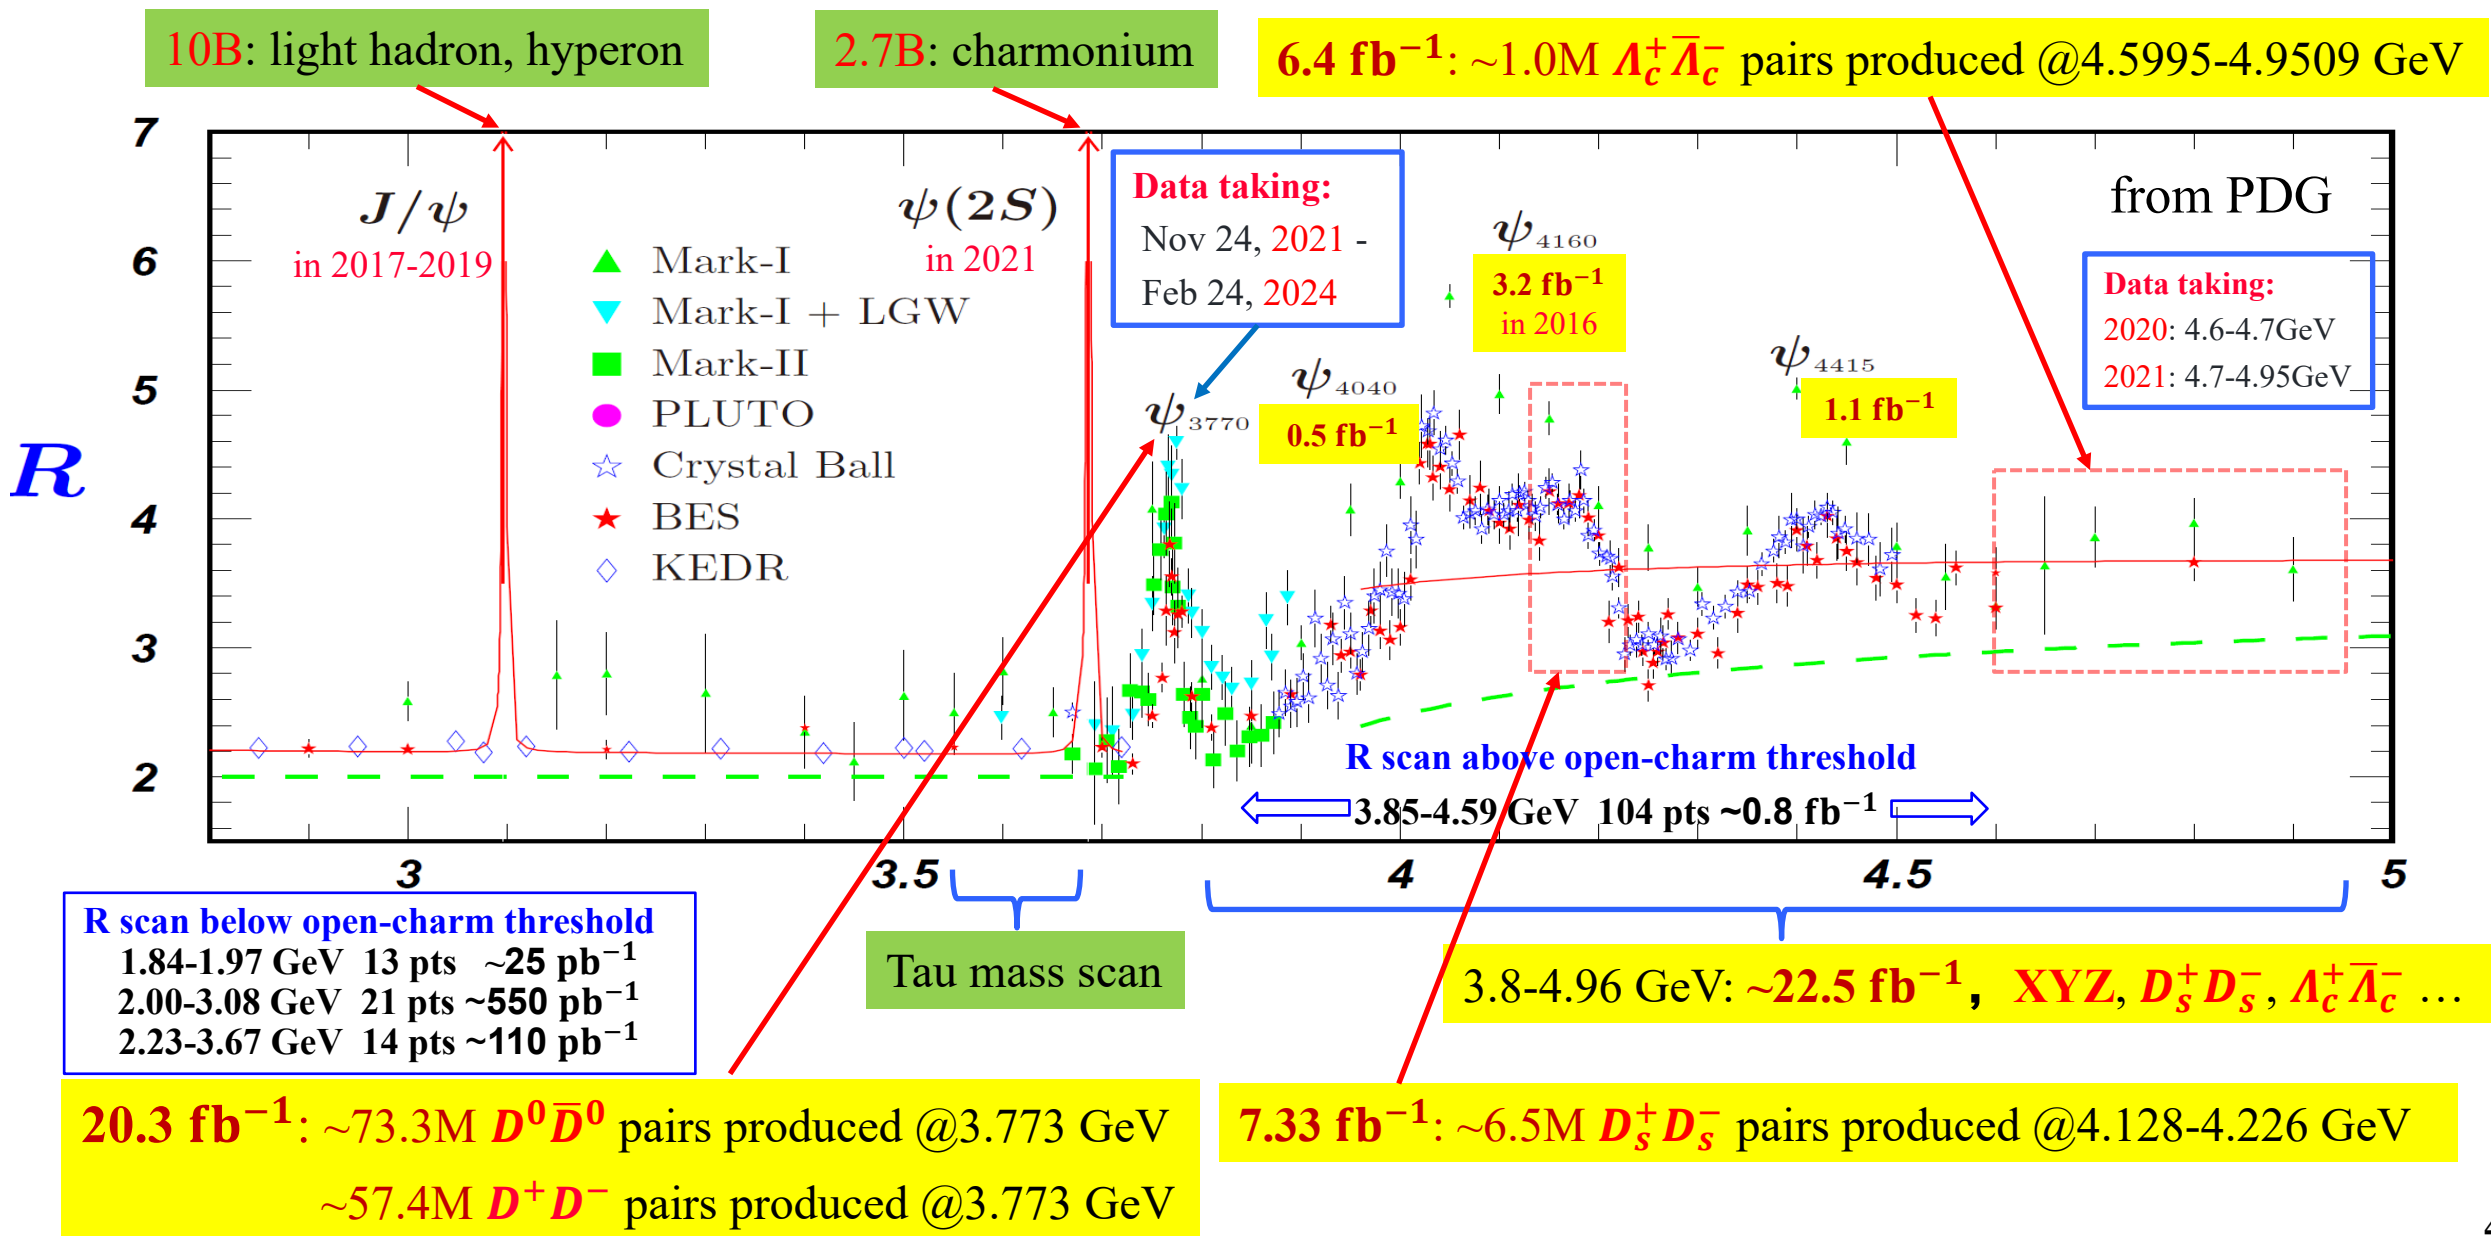 10B: light hadron, hyperon
2.7B: charmonium
6.4 fb⁻¹: ~1.0M Λ_c⁺Λ̅_c⁻ pairs produced @4.5995-4.9509 GeV
7
6
5
4
3
2
R
J/ψ
in 2017-2019
ψ(2S)
in 2021
Mark-I
Mark-I + LGW
Mark-II
PLUTO
Crystal Ball
BES
KEDR
Data taking:
Nov 24, 2021 -
Feb 24, 2024
ψ₃₇₇₀
ψ₄₀₄₀
0.5 fb⁻¹
ψ₄₁₆₀
3.2 fb⁻¹
in 2016
ψ₄₄₁₅
1.1 fb⁻¹
from PDG
Data taking:
2020: 4.6-4.7GeV
2021: 4.7-4.95GeV
R scan above open-charm threshold
3.85-4.59 GeV 104 pts ~0.8 fb⁻¹
3
3.5
4
4.5
5
R scan below open-charm threshold
1.84-1.97 GeV 13 pts ~25 pb⁻¹
2.00-3.08 GeV 21 pts ~550 pb⁻¹
2.23-3.67 GeV 14 pts ~110 pb⁻¹
Tau mass scan
3.8-4.96 GeV: ~22.5 fb⁻¹, XYZ, D_s⁺D_s⁻, Λ_c⁺Λ̅_c⁻ …
20.3 fb⁻¹: ~73.3M D⁰D̅⁰ pairs produced @3.773 GeV
~57.4M D⁺D⁻ pairs produced @3.773 GeV
7.33 fb⁻¹: ~6.5M D_s⁺D_s⁻ pairs produced @4.128-4.226 GeV